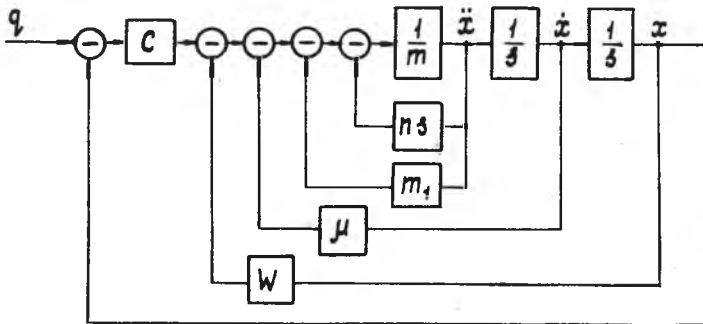 q − C − − − − 1/m ẍ 1/s ẋ 1/s x
ns
m₁
μ
W